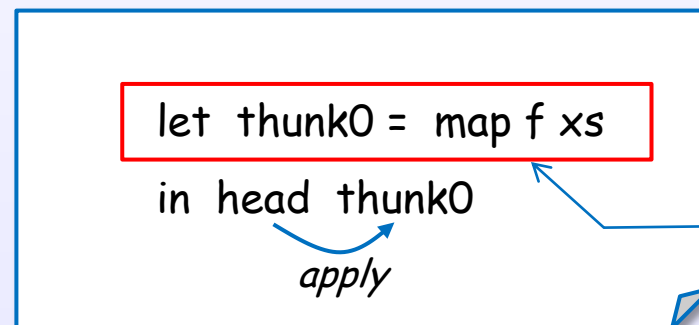 let thunk0 = map f xs
in head thunk0
apply